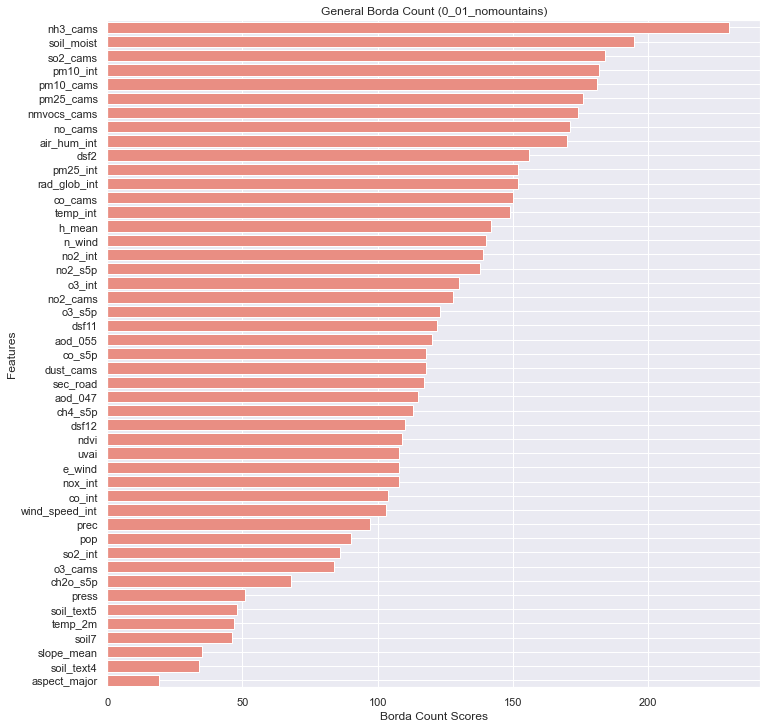 General Borda Count (0_01_nomountains)
nh3_cams
soil_moist
so2_cams
pm10_int
pm10_cams
pm25_cams
nmvocs_cams
no_cams
air_hum_int
dsf2
pm25_int
rad_glob_int
co_cams
temp_int
h_mean
n_wind
no2_int
no2_s5p
o3_int
no2_cams
o3_s5p
dsf11
aod_055
co_s5p
dust_cams
sec_road
aod_047
ch4_s5p
dsf12
ndvi
uvai
e_wind
nox_int
co_int
wind_speed_int
prec
pop
so2_int
o3_cams
ch2o_s5p
press
soil_text5
temp_2m
soil7
slope_mean
soil_text4
aspect_major
Features
0 50 100 150 200
Borda Count Scores